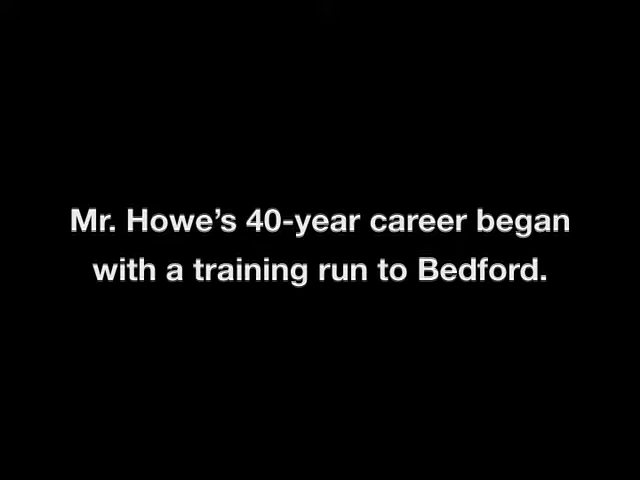 Mr. Howe’s 40-year career began
with a training run to Bedford.